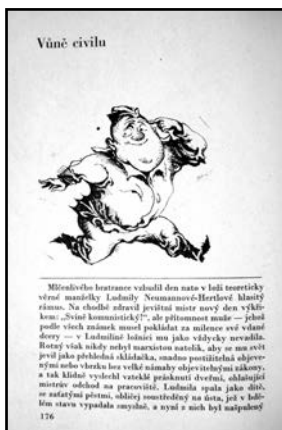 Vůně civilu
Mlčenlivého bratrance vzbudil den nato v loži teoreticky
věrné manželky Ludmily Neumannové-Hertlové hlasitý
rámus. Na chodbě zdravil jevištní mistr nový den výkři-
kem: „Svině komunistický!“, ale přítomnost muže — jehož
podle všech známek musel pokládat za milence své vdané
dcery — v Ludmilině ložnici mu jako vždycky nevadila.
Rotný však nikdy nebyl marxistou natolik, aby se mu svět
jevil jako přehledná skládačka, snadno postižitelná objeve-
nými nebo vbrzku bez velké námahy objevitelnými zákony,
a tak klidně vyslechl vzteklé prásknutí dveřmi, ohlašující
mistrův odchod na pracoviště. Ludmila spala jako dítě,
se zaťatými pěstmi, obličej soustředěný na ústa, jež v bdě-
lém stavu vypadala smyslně, a nyní z nich byl našpulený
176